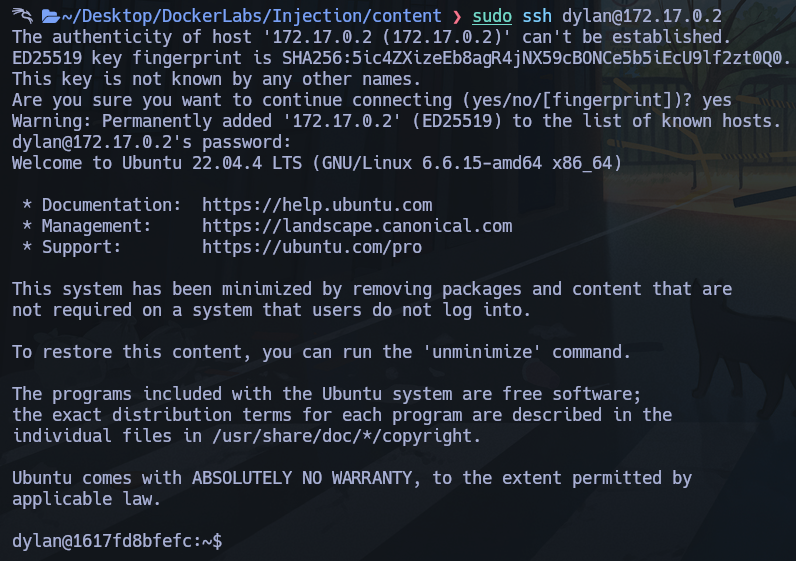 ~/Desktop/DockerLabs/Injection/content ❯ sudo ssh dylan@172.17.0.2
The authenticity of host '172.17.0.2 (172.17.0.2)' can't be established.
ED25519 key fingerprint is SHA256:5ic4ZXizeEb8agR4jNX59cBONCe5b5iEcU9lf2zt0Q0.
This key is not known by any other names.
Are you sure you want to continue connecting (yes/no/[fingerprint])? yes
Warning: Permanently added '172.17.0.2' (ED25519) to the list of known hosts.
dylan@172.17.0.2's password:
Welcome to Ubuntu 22.04.4 LTS (GNU/Linux 6.6.15-amd64 x86_64)
* Documentation: https://help.ubuntu.com
* Management: https://landscape.canonical.com
* Support: https://ubuntu.com/pro
This system has been minimized by removing packages and content that are
not required on a system that users do not log into.
To restore this content, you can run the 'unminimize' command.
The programs included with the Ubuntu system are free software;
the exact distribution terms for each program are described in the
individual files in /usr/share/doc/*/copyright.
Ubuntu comes with ABSOLUTELY NO WARRANTY, to the extent permitted by
applicable law.
dylan@1617fd8bfefc:~$